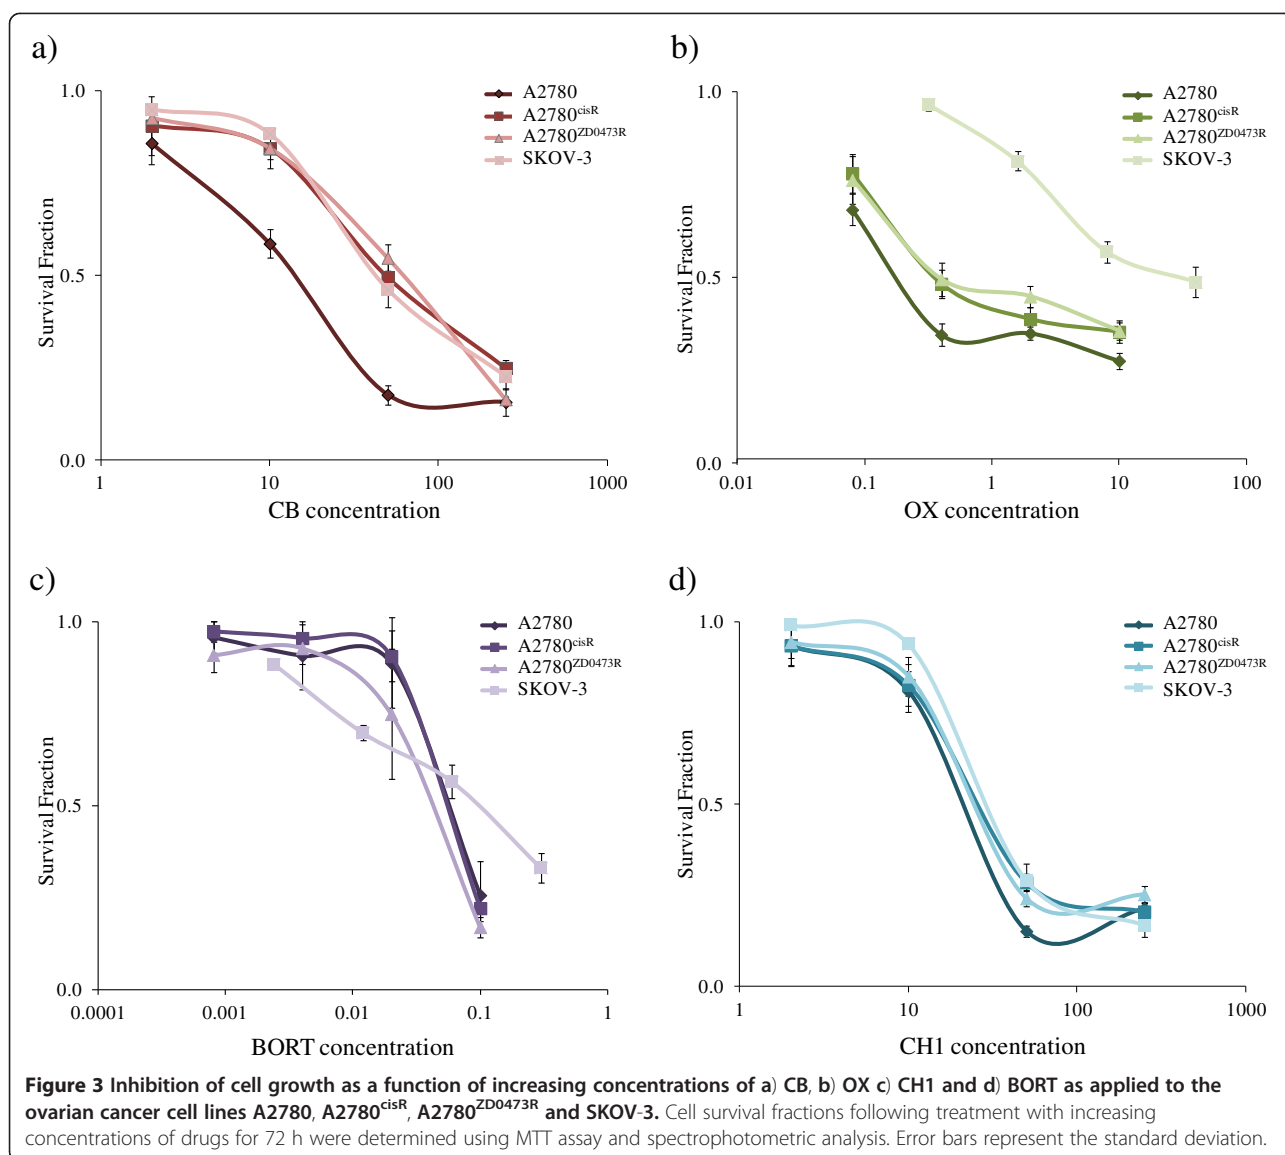 a)
1.0
0.5
0.0
Survival Fraction
1
10
100
1000
CB concentration
A2780
A2780cisR
A2780ZD0473R
SKOV-3
b)
1.0
0.5
0.0
Survival Fraction
0.01
0.1
1
10
100
OX concentration
A2780
A2780cisR
A2780ZD0473R
SKOV-3
c)
1.0
0.5
0.0
Survival Fraction
0.0001
0.001
0.01
0.1
1
BORT concentration
A2780
A2780cisR
A2780ZD0473R
SKOV-3
d)
1.0
0.5
0.0
Survival Fraction
1
10
100
1000
CH1 concentration
A2780
A2780cisR
A2780ZD0473R
SKOV-3
Figure 3 Inhibition of cell growth as a function of increasing concentrations of a) CB, b) OX c) CH1 and d) BORT as applied to the
ovarian cancer cell lines A2780, A2780cisR, A2780ZD0473R and SKOV-3. Cell survival fractions following treatment with increasing
concentrations of drugs for 72 h were determined using MTT assay and spectrophotometric analysis. Error bars represent the standard deviation.